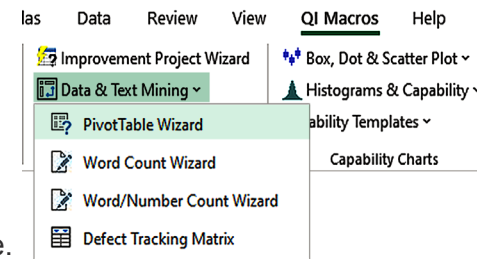 las Data Review View QI Macros Help
Improvement Project Wizard Box, Dot & Scatter Plot
Data & Text Mining Histograms & Capability
PivotTable Wizard ability Templates
Word Count Wizard Capability Charts
Word/Number Count Wizard
Defect Tracking Matrix
e.